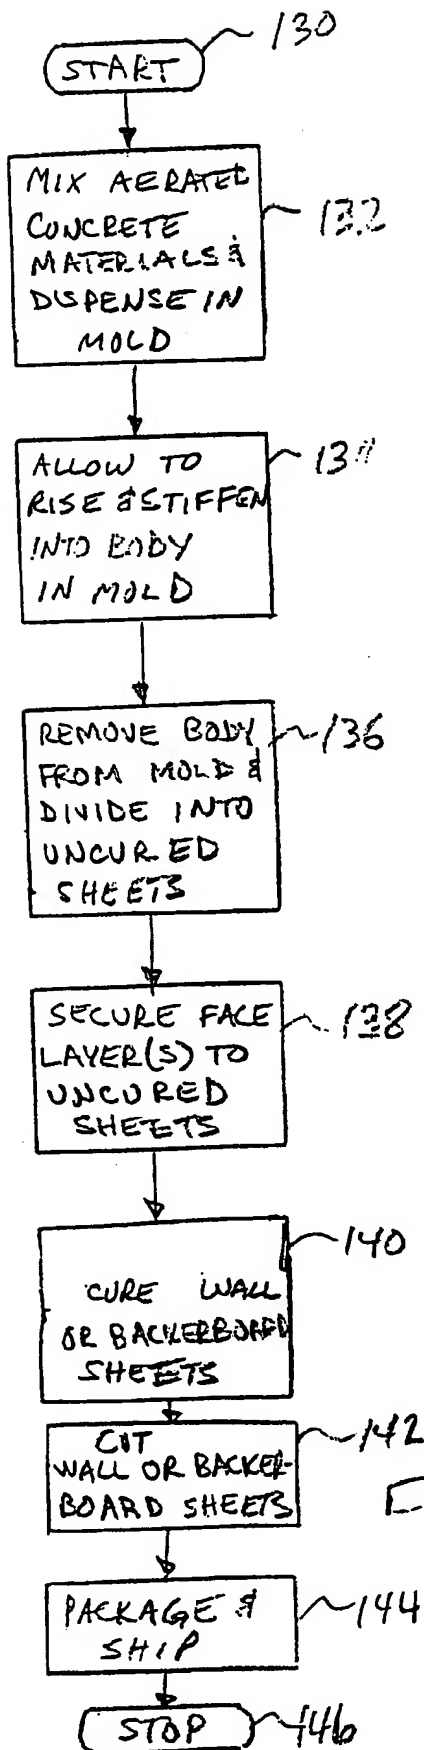 130
START
MIX AERATED
CONCRETE
MATERIALS &
DISPENSE IN
MOLD
132
ALLOW TO
RISE & STIFFEN
INTO BODY
IN MOLD
REMOVE BODY
FROM MOLD &
DIVIDE INTO
UNCURED
SHEETS
136
SECURE FACE
LAYER(S) TO
UNCURED
SHEETS
138
CURE WALL
OR BACKERBOARD
SHEETS
140
CUT
WALL OR BACKER-
BOARD SHEETS
142
PACKAGE &
SHIP
144
STOP
146